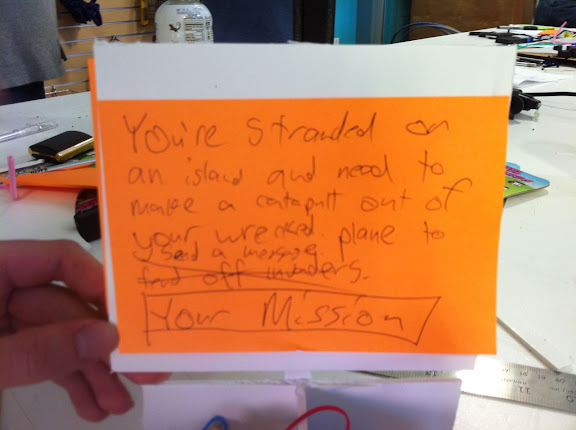 You're stranded on
an island and need to
make a catapult out of
your wrecked plane to
send a message
fend off invaders.
Your Mission
11